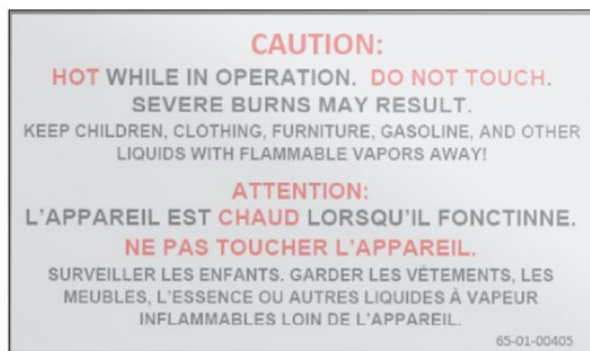 CAUTION:
HOT WHILE IN OPERATION. DO NOT TOUCH.
SEVERE BURNS MAY RESULT.
KEEP CHILDREN, CLOTHING, FURNITURE, GASOLINE, AND OTHER
LIQUIDS WITH FLAMMABLE VAPORS AWAY!
ATTENTION:
L'APPAREIL EST CHAUD LORSQU'IL FONCTINNE.
NE PAS TOUCHER L'APPAREIL.
SURVEILLER LES ENFANTS. GARDER LES VÊTEMENTS, LES
MEUBLES, L'ESSENCE OU AUTRES LIQUIDES À VAPEUR
INFLAMMABLES LOIN DE L'APPAREIL.
65-01-00405